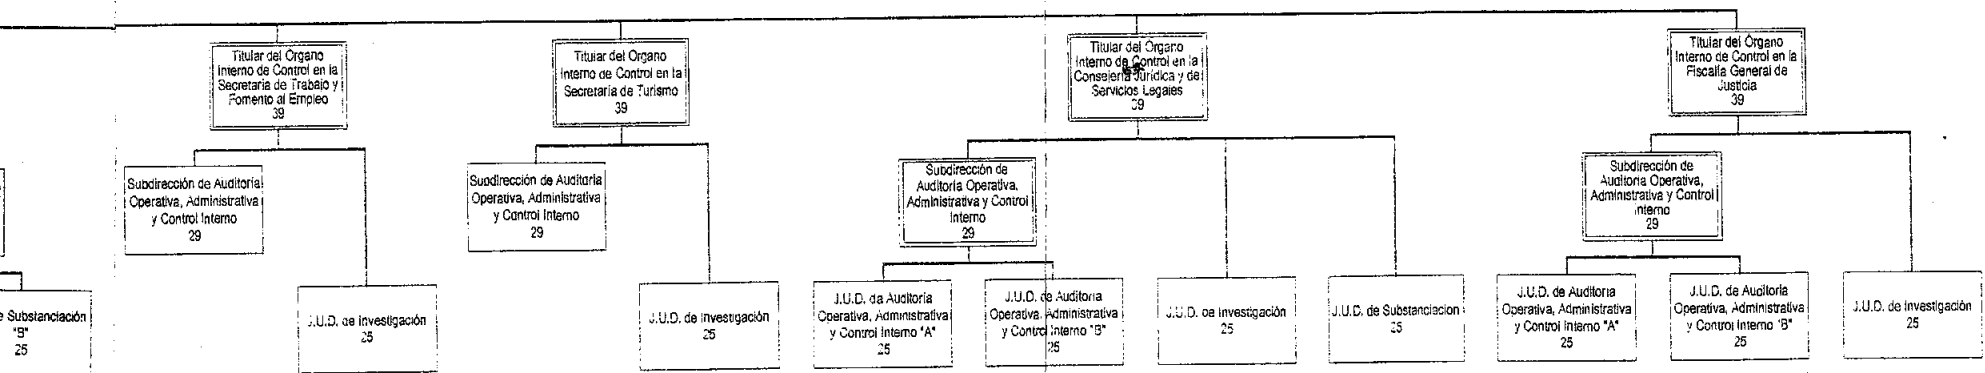 Titular del Órgano
Interno de Control en la
Secretaría de Trabajo y
Fomento al Empleo
39
Titular del Órgano
Interno de Control en la
Secretaría de Turismo
39
Titular del Órgano
Interno de Control en la
Consejería Jurídica y de
Servicios Legales
39
Titular del Órgano
Interno de Control en la
Fiscalía General de
Justicia
39
Subdirección de Auditoría
Operativa, Administrativa
y Control Interno
29
Subdirección de Auditoría
Operativa, Administrativa
y Control Interno
29
Subdirección de
Auditoría Operativa,
Administrativa y Control
Interno
29
Subdirección de
Auditoría Operativa,
Administrativa y Control
Interno
29
Substanciación
"B"
25
J.U.D. de Investigación
25
J.U.D. de Investigación
25
J.U.D. de Auditoría
Operativa, Administrativa
y Control Interno "A"
25
J.U.D. de Auditoría
Operativa, Administrativa
y Control Interno "B"
25
J.U.D. de Investigación
25
J.U.D. de Substanciacion
25
J.U.D. de Auditoría
Operativa, Administrativa
y Control Interno "A"
25
J.U.D. de Auditoría
Operativa, Administrativa
y Control Interno "B"
25
J.U.D. de Investigación
25